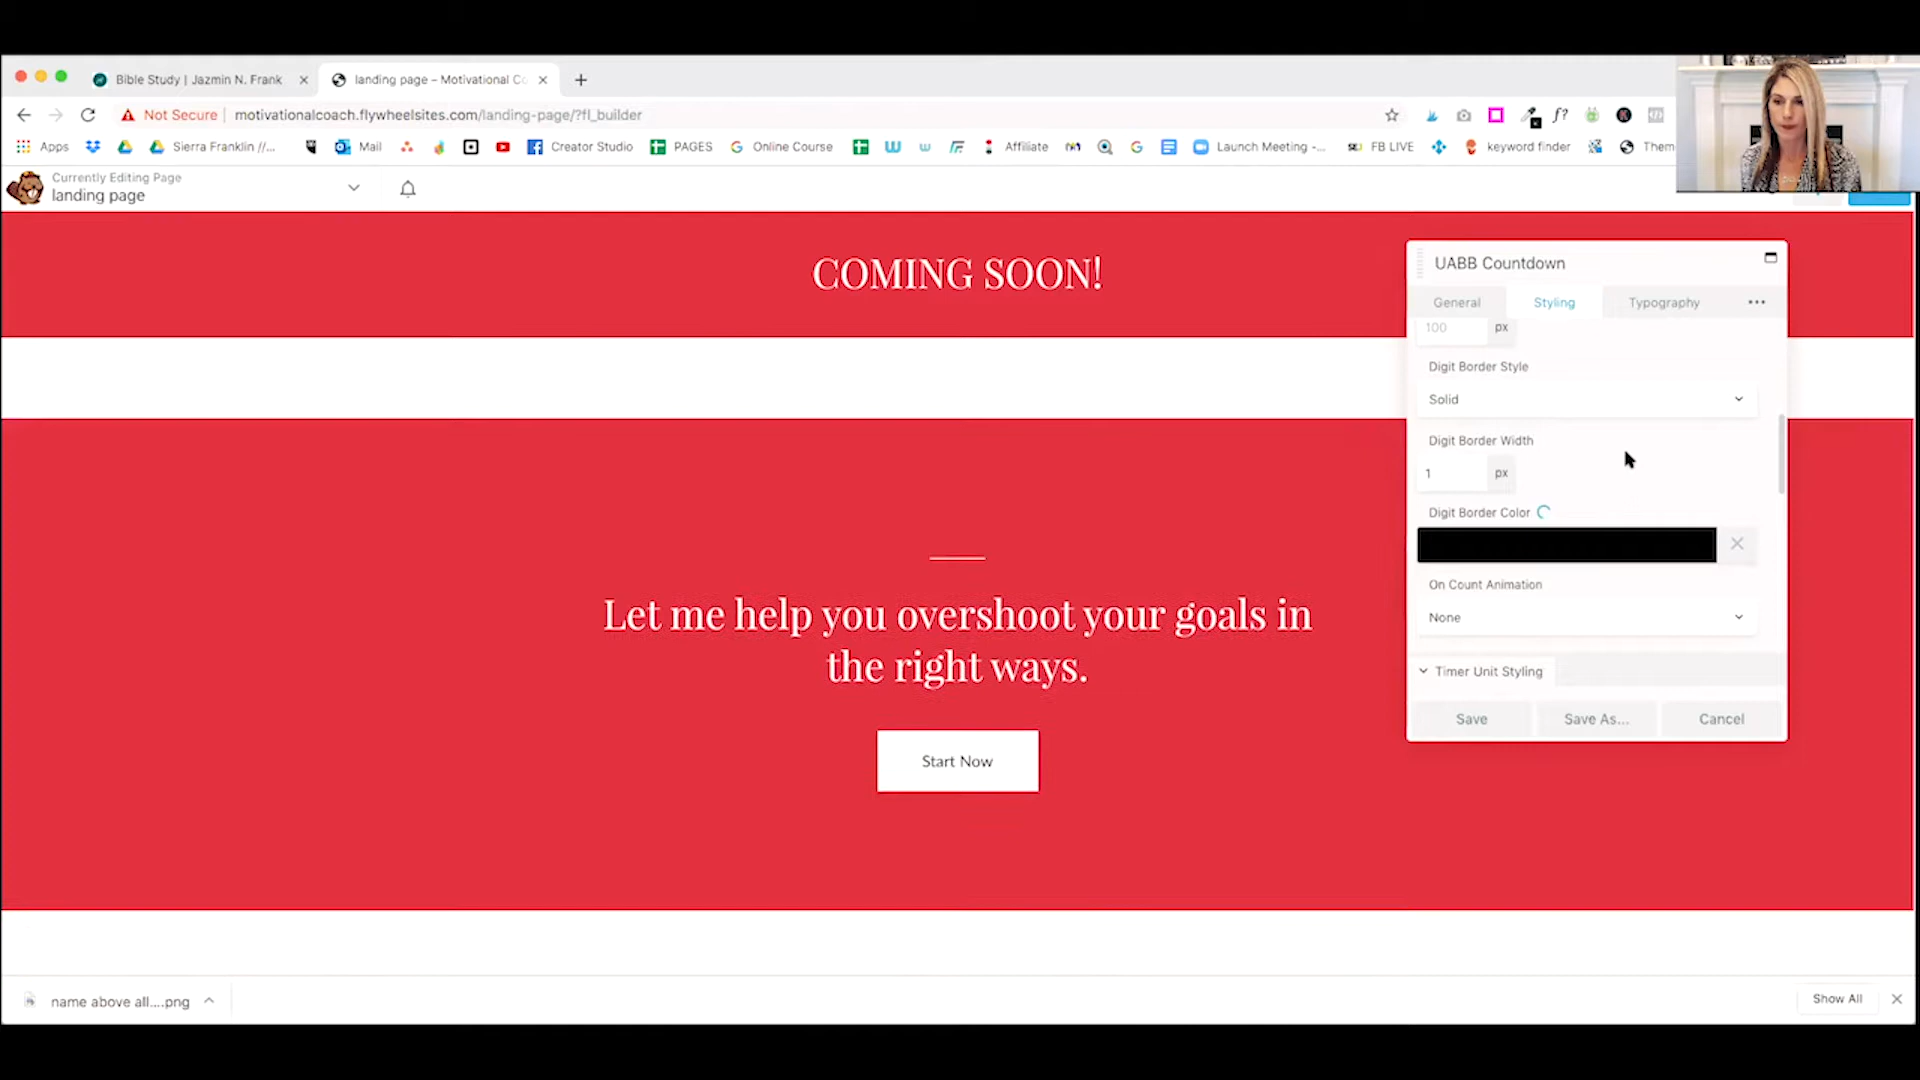 Bible Study | Jazmin N. Frank
landing page – Motivational Co
Not Secure | motivationalcoach.flywheelsites.com/landing-page/?fl_builder
f?
Apps Sierra Franklin //... Mail Creator Studio PAGES Online Course Affiliate Launch Meeting -... FB LIVE keyword finder Them
Currently Editing Page
landing page
COMING SOON!
UABB Countdown
General Styling Typography
100 px
Digit Border Style
Solid
Digit Border Width
1 px
Digit Border Color
On Count Animation
None
Timer Unit Styling
Save Save As... Cancel
Let me help you overshoot your goals in
the right ways.
Start Now
name above all....png
Show All